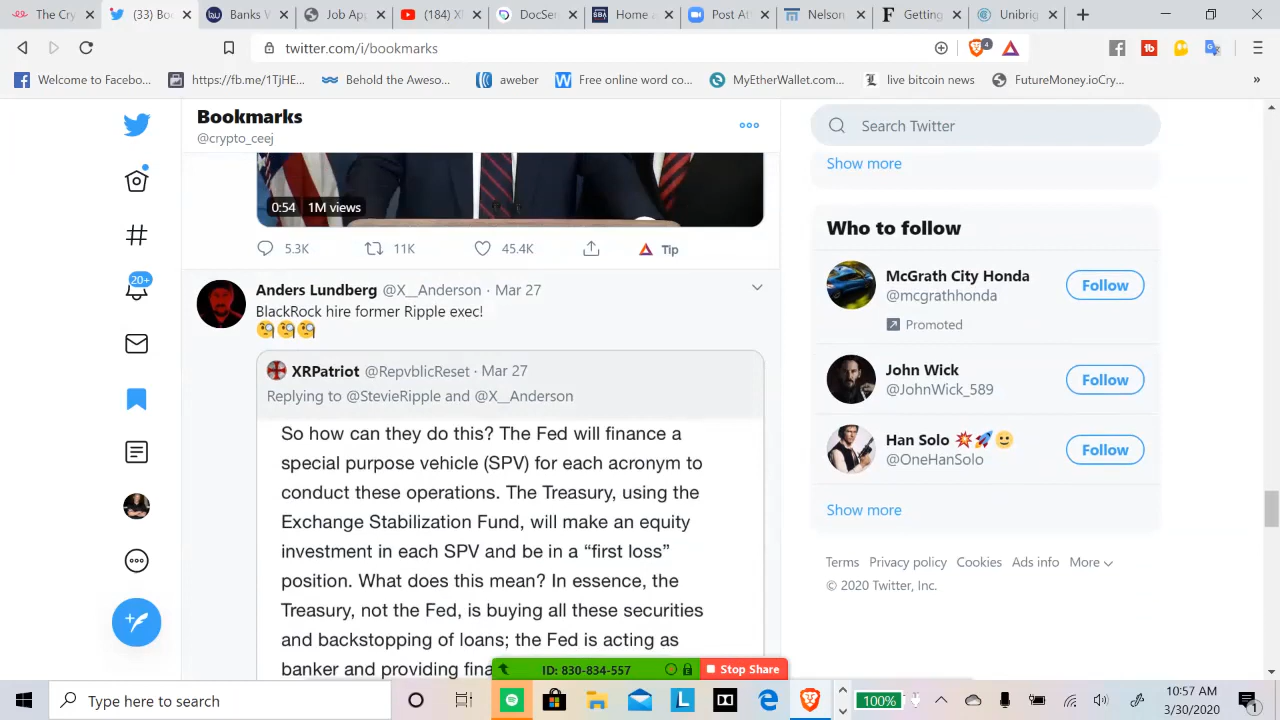 We
(33) Bo
Bu
Api
(184) X
DocSer
SBA Home
Post At
Nelson
Fing
Unibrig
twitter.com/i/bookmarks
4
Welcome to Facebo...
https://fb.me/1TjHE...
Behold the Aweso...
aweber
Free online word co...
MyEtherWallet.com...
live bitcoin news
FutureMoney.ioCry...
»
Bookmarks
@crypto_ceej
Search Twitter
Show more
0:54
1M views
5.3K
11K
45.4K
Tip
20+
Anders Lundberg @X__Anderson · Mar 27
BlackRock hire former Ripple exec!
XRPatriot @RepvblicReset · Mar 27
Replying to @StevieRipple and @X__Anderson
So how can they do this? The Fed will finance a
special purpose vehicle (SPV) for each acronym to
conduct these operations. The Treasury, using the
Exchange Stabilization Fund, will make an equity
investment in each SPV and be in a “first loss”
position. What does this mean? In essence, the
Treasury, not the Fed, is buying all these securities
and backstopping of loans; the Fed is acting as
banker and providing fina
Who to follow
McGrath City Honda
@mcgrathhonda
Promoted
Follow
John Wick
@JohnWick_589
Follow
Han Solo
@OneHanSolo
Follow
Show more
Terms Privacy policy Cookies Ads info More
© 2020 Twitter, Inc.
ID: 830-834-557
Stop Share
Type here to search
100%
10:57 AM
3/30/2020
1